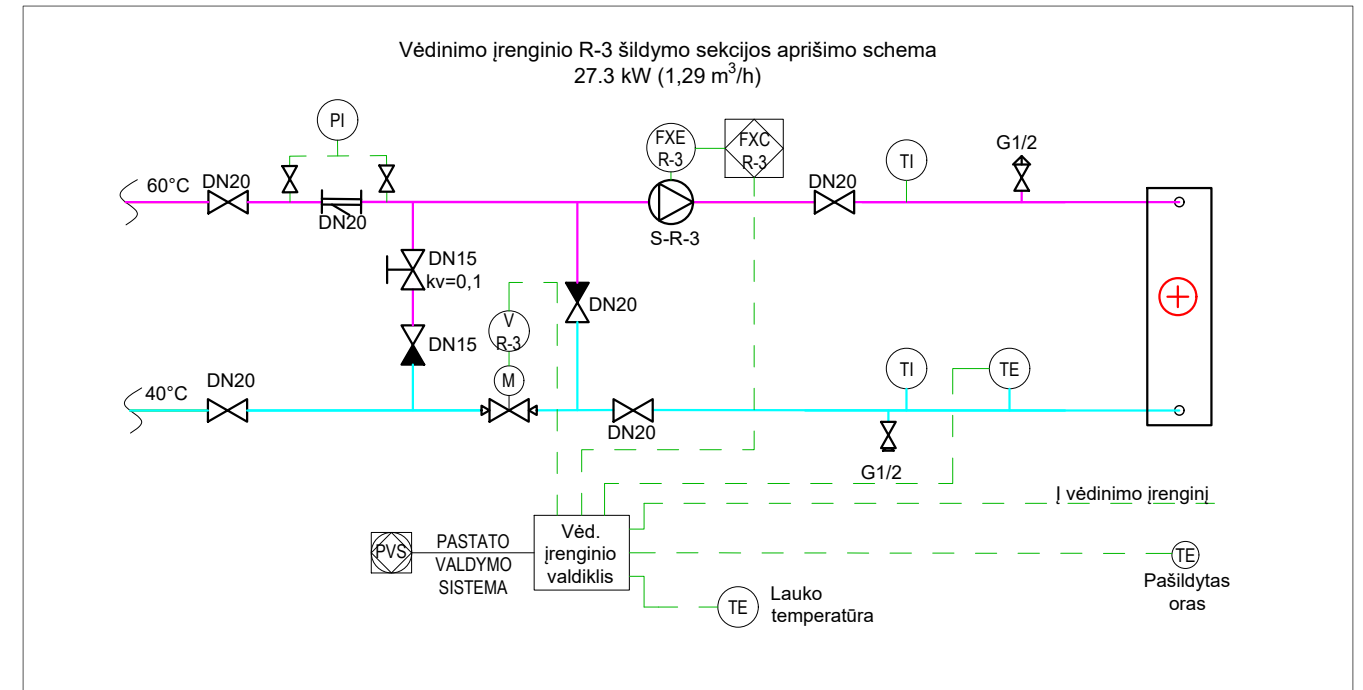 Vėdinimo įrenginio R-3 šildymo sekcijos aprišimo schema
27.3 kW (1,29 m³/h)
PI
FXE
R-3
FXC
R-3
TI
G1/2
60°C
DN20
DN20
DN20
S-R-3
DN15
kv=0,1
DN20
V
R-3
DN15
M
TI
TE
40°C
DN20
DN20
G1/2
Į vėdinimo įrenginį
PVS
PASTATO
VALDYMO
SISTEMA
Vėd.
įrenginio
valdiklis
TE
Pašildytas
oras
TE
Lauko
temperatūra